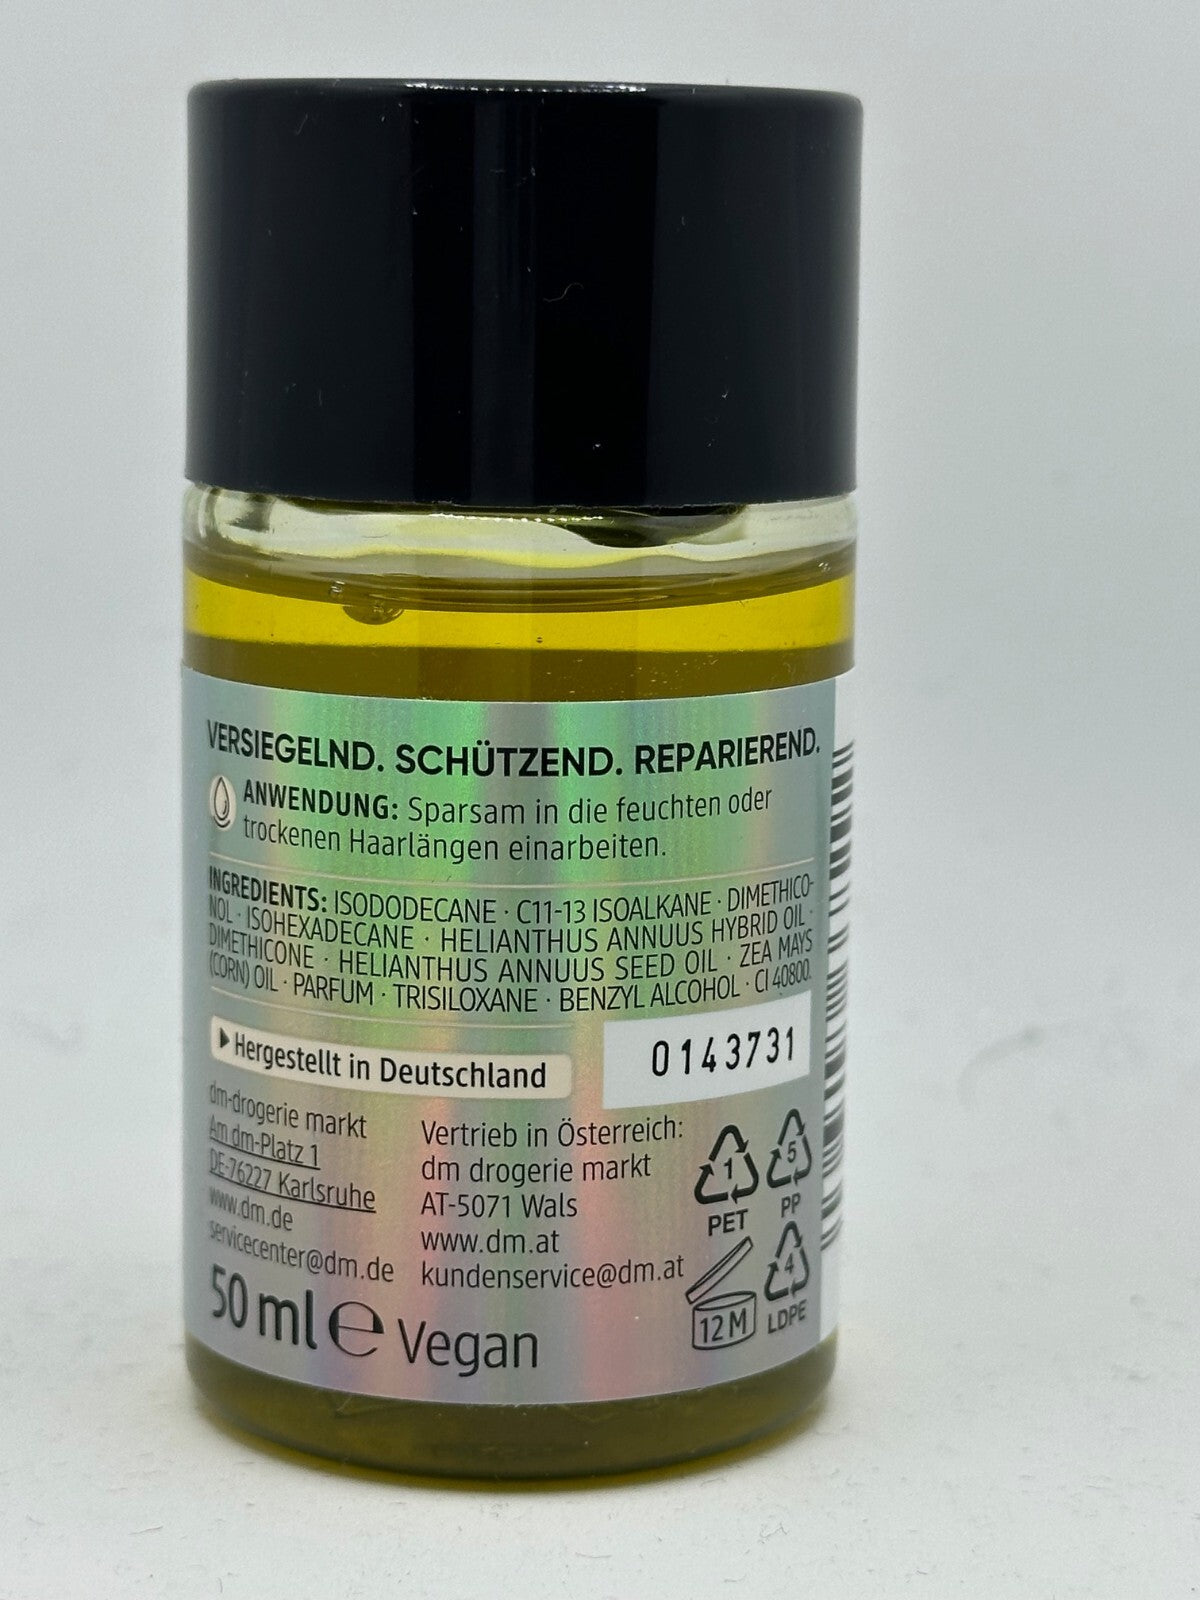 VERSIEGELND. SCHÜTZEND. REPARIEREND.
ANWENDUNG: Sparsam in die feuchten oder
trockenen Haarlängen einarbeiten.
INGREDIENTS: ISODODECANE · C11-13 ISOALKANE · DIMETHICO-
NOL · ISOHEXADECANE · HELIANTHUS ANNUUS HYBRID OIL ·
DIMETHICONE · HELIANTHUS ANNUUS SEED OIL · ZEA MAYS
(CORN) OIL · PARFUM · TRISILOXANE · BENZYL ALCOHOL · CI 40800.
Hergestellt in Deutschland
0143731
dm-drogerie markt
Am dm-Platz 1
DE-76227 Karlsruhe
www.dm.de
servicecenter@dm.de
Vertrieb in Österreich:
dm drogerie markt
AT-5071 Wals
www.dm.at
kundenservice@dm.at
1
PET
5
PP
4
LDPE
12 M
50 ml e Vegan